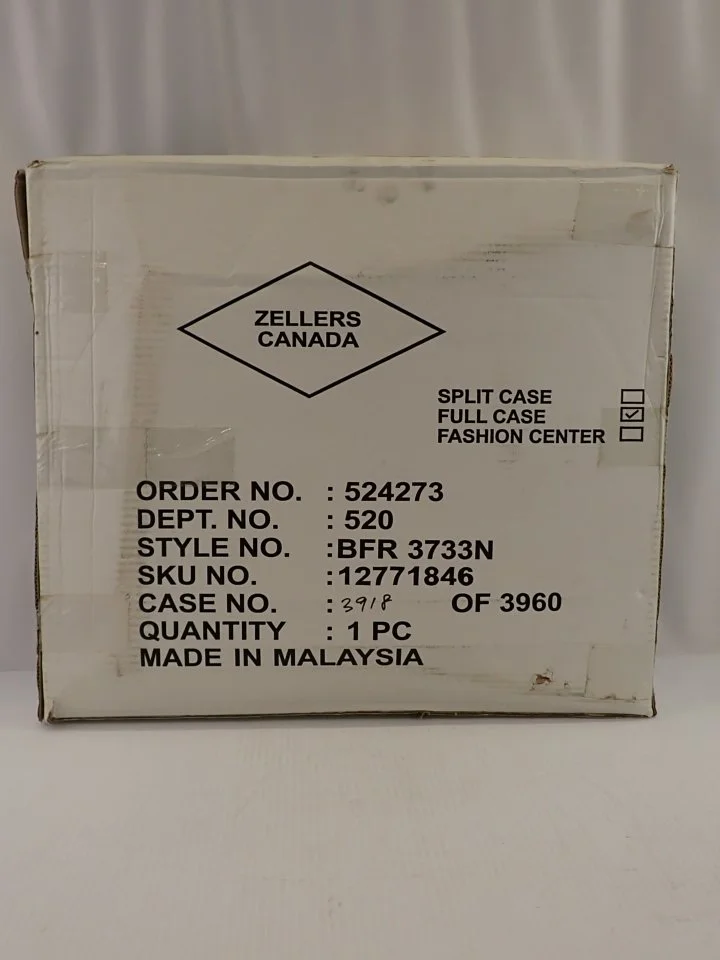 ZELLERS
CANADA
SPLIT CASE
FULL CASE
FASHION CENTER
ORDER NO. : 524273
DEPT. NO. : 520
STYLE NO. :BFR 3733N
SKU NO. :12771846
CASE NO. :3918 OF 3960
QUANTITY : 1 PC
MADE IN MALAYSIA